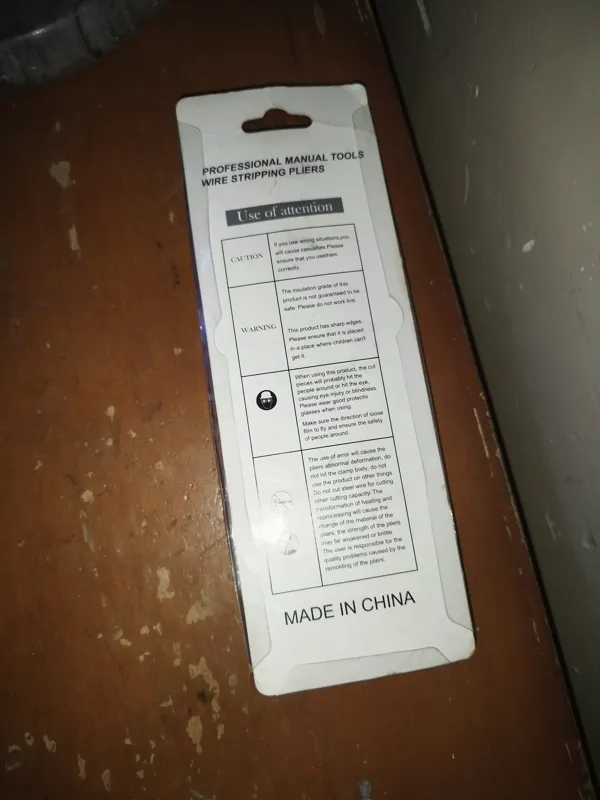 PROFESSIONAL MANUAL TOOLS
WIRE STRIPPING PLIERS
Use of attention
CAUTION
If you use wrong situations,you
will cause casualties.Please
ensure that you usethem
correctly.
WARNING
The insulation grade of this
product is not guaranteed to be
safe. Please do not work live.
This product has sharp edges.
Please ensure that it is placed
in a place where children can't
get it.
When using this product, the cut
pieces will probably hit the
people around or hit the eye,
causing eye injury or blindness.
Please wear good protectiv
glasses when using.
Make sure the direction of loose
film to fly and ensure the safety
of people around.
The use of error will cause the
pliers abnormal deformation, do
not hit the clamp body, do not
use the product on other things.
Do not cut steel wire for cutting
other cutting capacity. The
transformation of heating and
reprocessing will cause the
change of the material of the
pliers, the strength of the pliers
may be weakened or brittle.
The user is responsible for the
quality problems caused by the
remolding of the pliers.
MADE IN CHINA